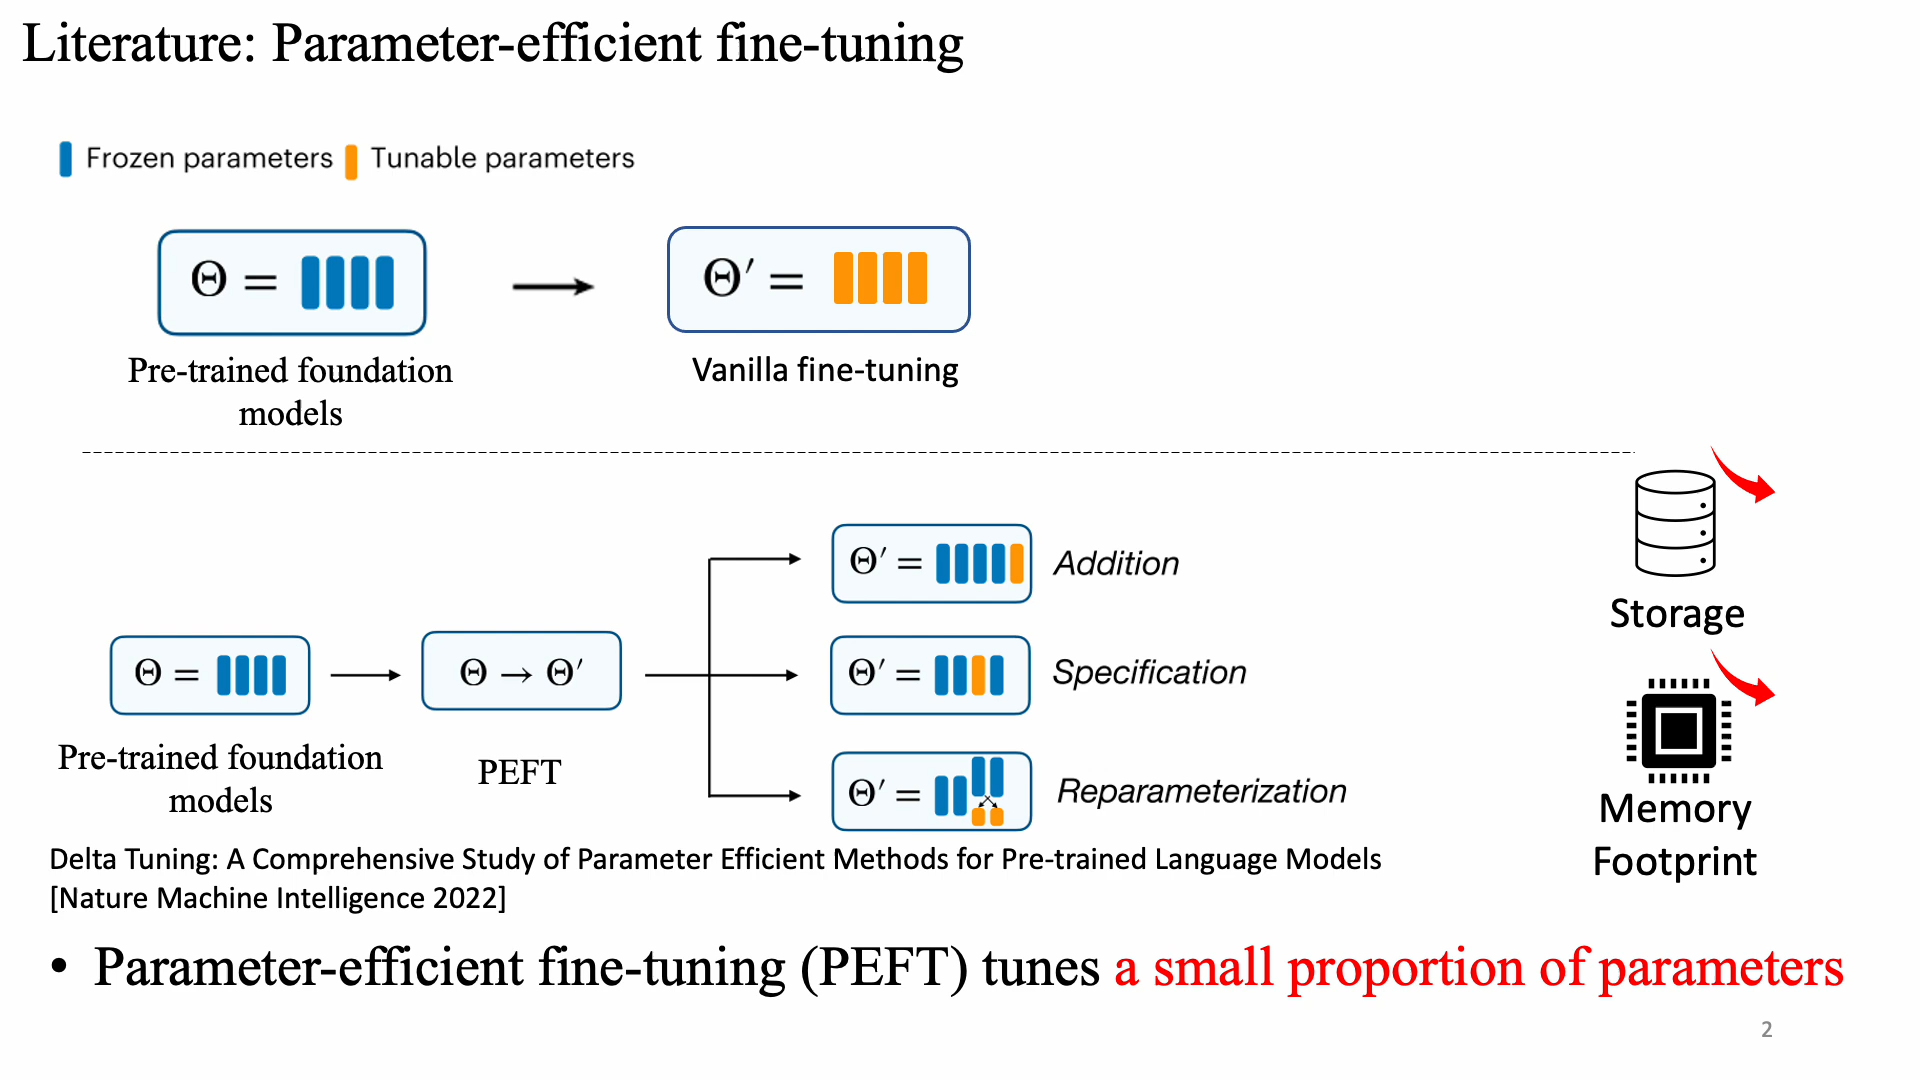 Literature: Parameter-efficient fine-tuning
Frozen parameters
Tunable parameters
Θ =
Θ′ =
Pre-trained foundation
models
Vanilla fine-tuning
Θ′ =
Addition
Θ =
Θ → Θ′
Θ′ =
Specification
Pre-trained foundation
models
PEFT
Θ′ =
Reparameterization
Storage
Memory
Footprint
Delta Tuning: A Comprehensive Study of Parameter Efficient Methods for Pre-trained Language Models
[Nature Machine Intelligence 2022]
• Parameter-efficient fine-tuning (PEFT) tunes a small proportion of parameters
2